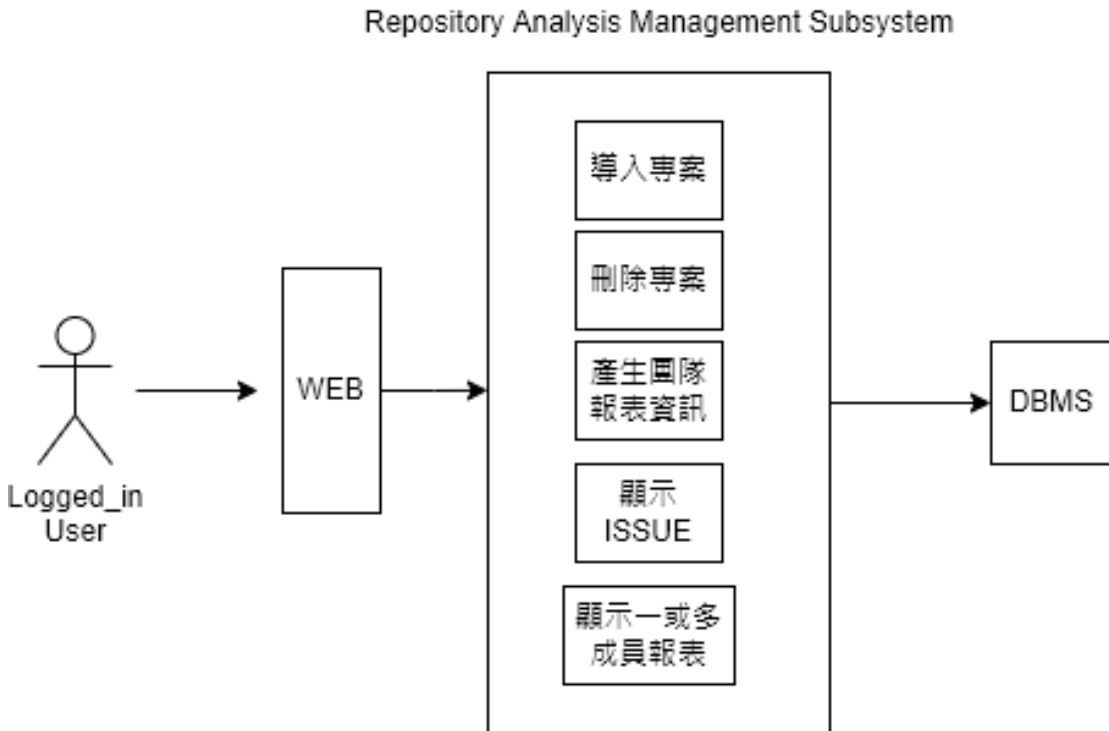 Repository Analysis Management Subsystem
導入專案
刪除專案
產生團隊
報表資訊
顯示
ISSUE
顯示一或多
成員報表
WEB
DBMS
Logged_in
User